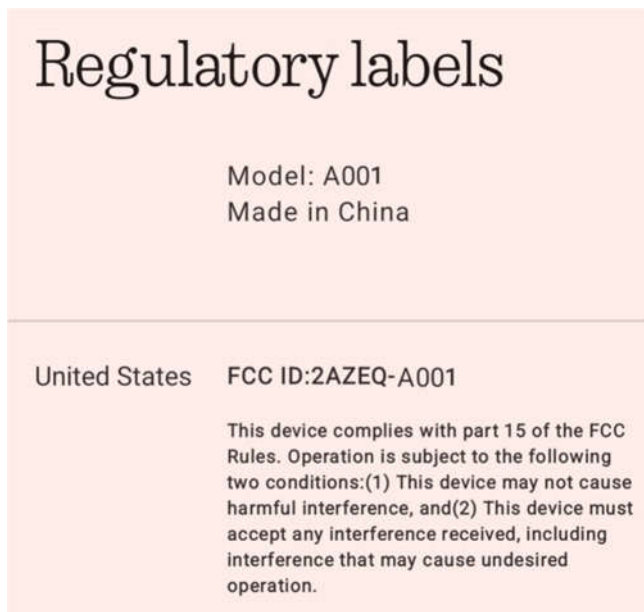 Regulatory labels
Model: A001
Made in China
United States
FCC ID:2AZEQ-A001
This device complies with part 15 of the FCC
Rules. Operation is subject to the following
two conditions:(1) This device may not cause
harmful interference, and(2) This device must
accept any interference received, including
interference that may cause undesired
operation.